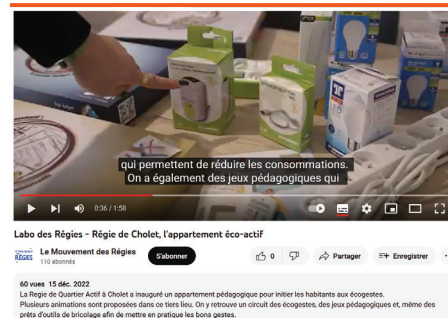 qui permettent de réduire les consommations.
On a également des jeux pédagogiques qui
0:36 / 1:58
Labo des Régies - Régie de Cholet, l'appartement éco-actif
RÉGIES
Le Mouvement des Régies
110 abonnés
S'abonner
0
Partager
Enregistrer
60 vues 15 déc. 2022
La Regie de Quartier Actif à Cholet a inauguré un appartement pédagogique pour initier les habitants aux écogestes.
Plusieurs animations sont proposées dans ce tiers lieu. On y retrouve un circuit des écogestes, des jeux pédagogiques et, même des
prêts d'outils de bricolage afin de mettre en pratique les bons gestes.